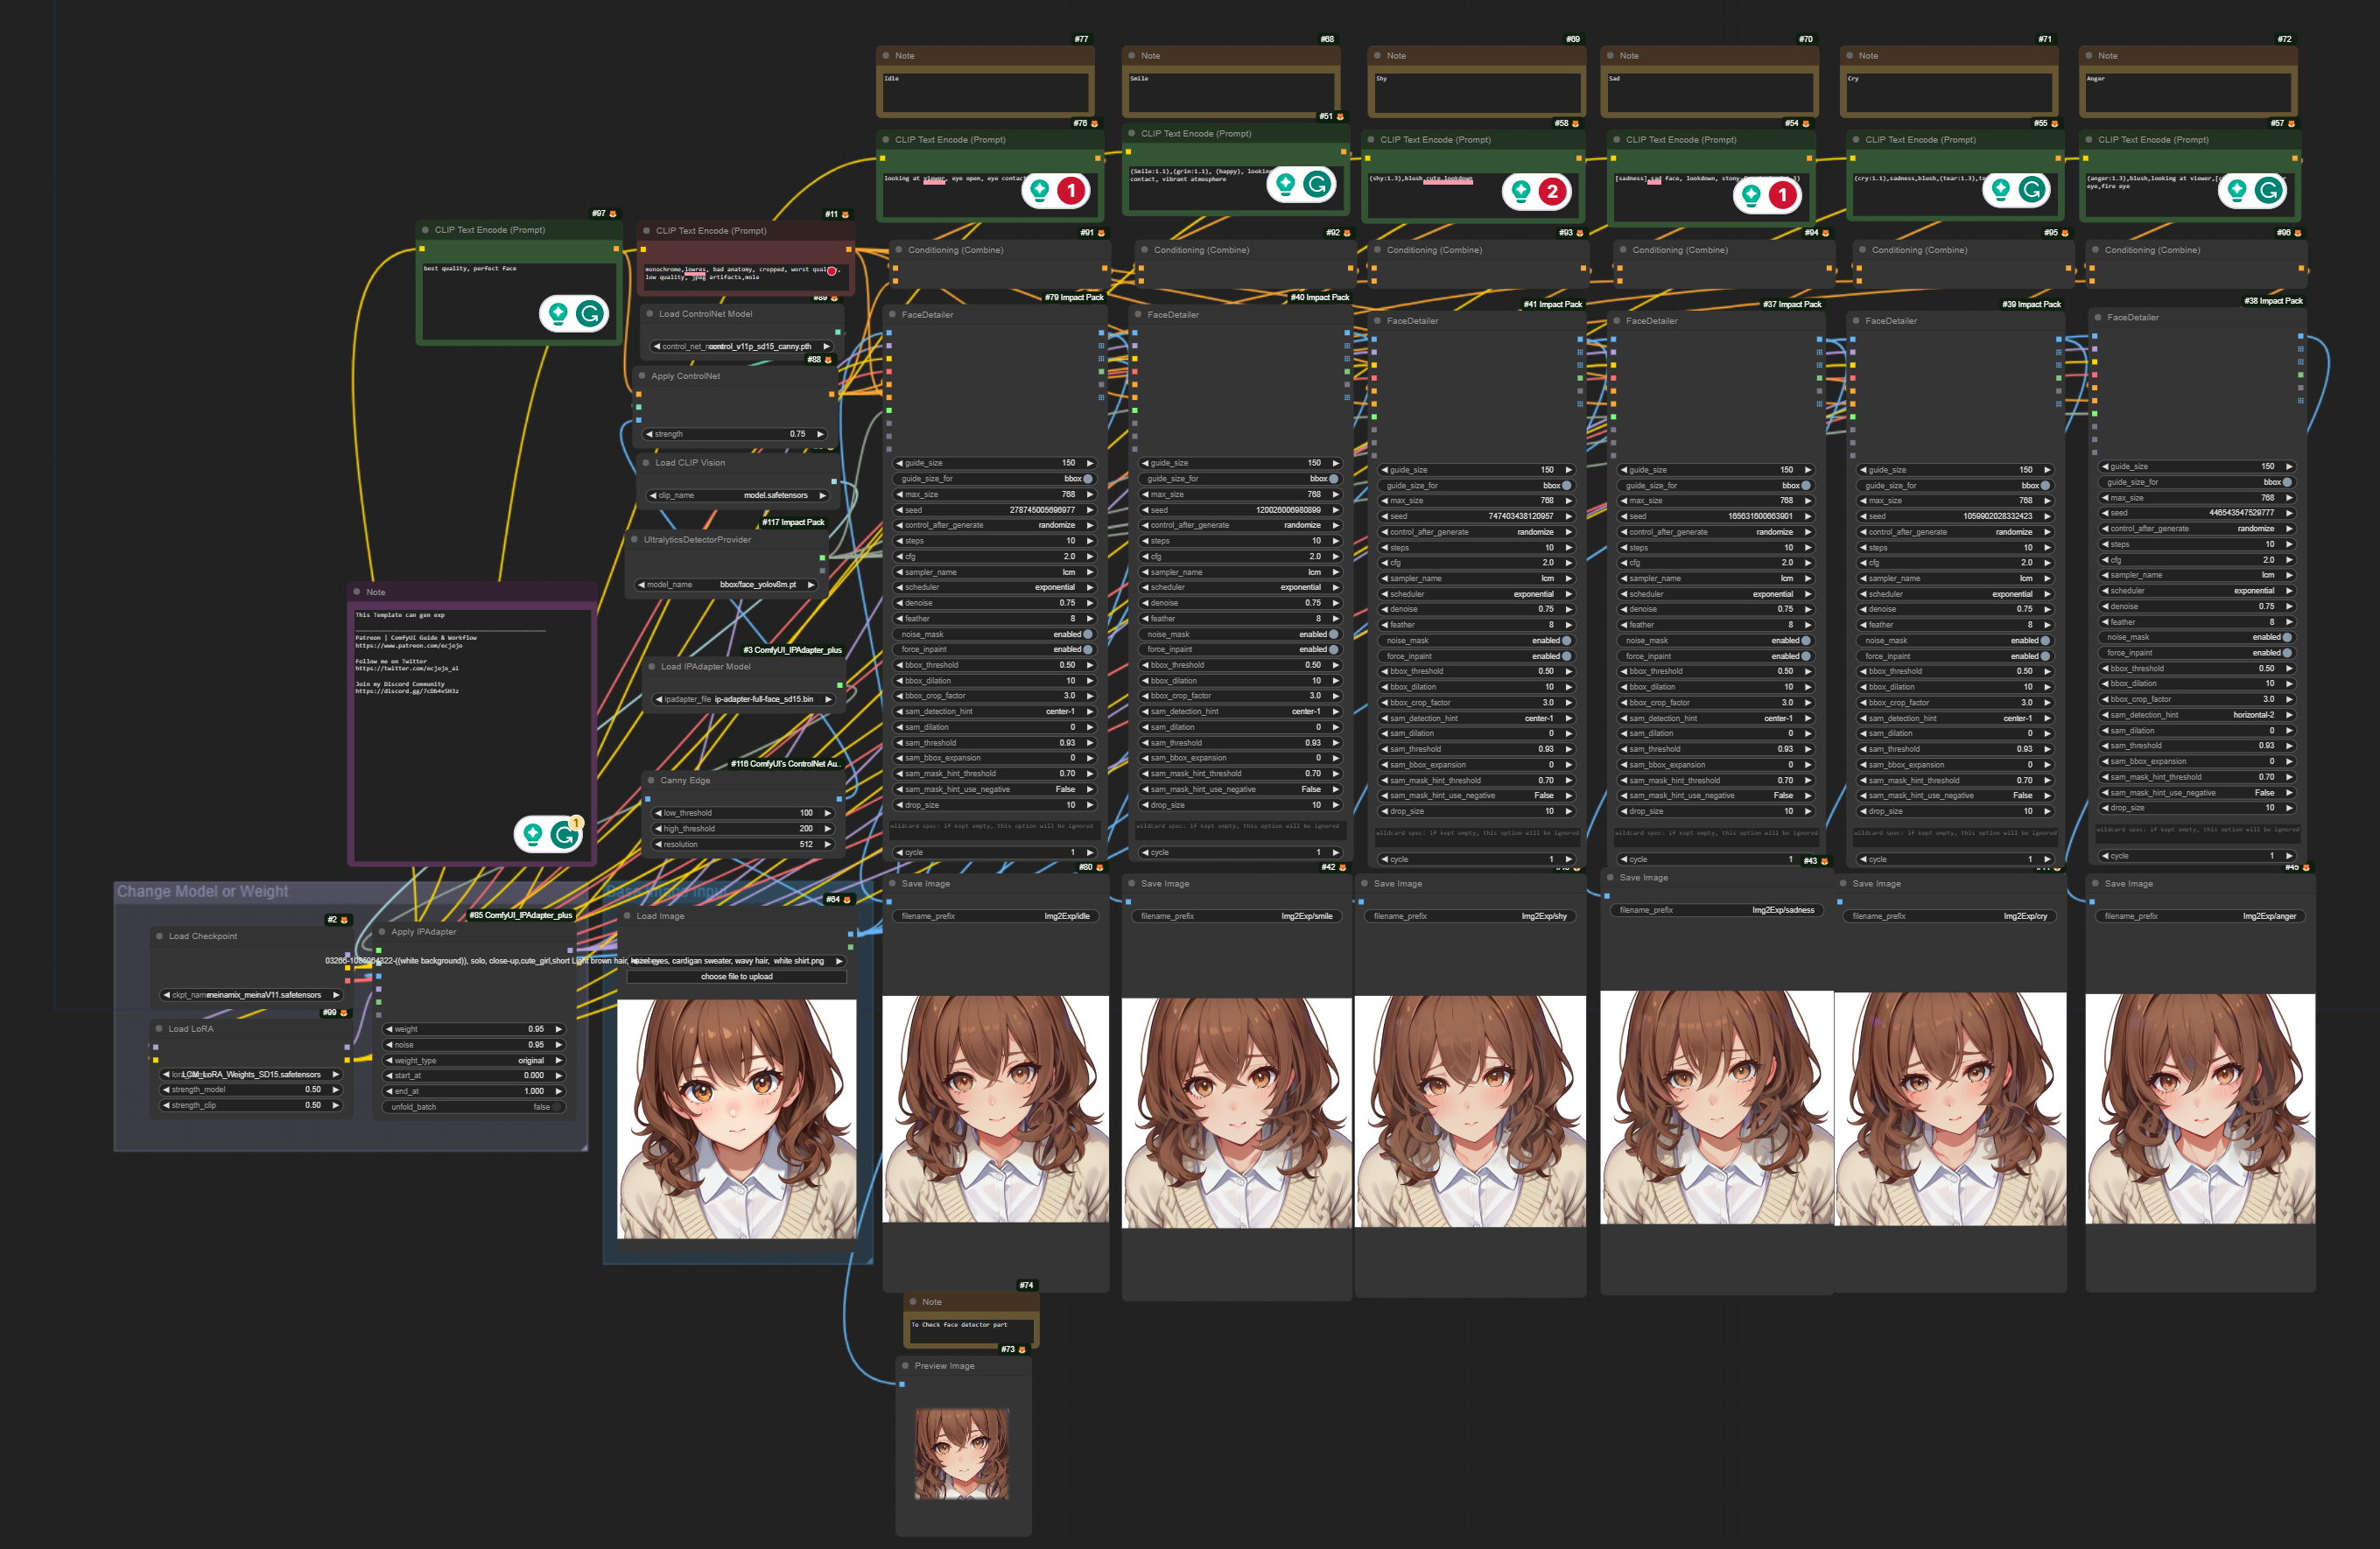 #77
Note
Idle
#68
Note
Smile
#69
Note
Shy
#70
Note
Sad
#71
Note
Cry
#72
Note
Anger
#76
CLIP Text Encode (Prompt)
looking at viewer, eye open, eye contact
1
#51
CLIP Text Encode (Prompt)
(Smile:1.1),(grin:1.1), (happy), looking
contact, vibrant atmosphere
#58
CLIP Text Encode (Prompt)
(shy:1.3),blush,cute,lookdown
2
#54
CLIP Text Encode (Prompt)
[sadness],sad face, lookdown, stony
1
#55
CLIP Text Encode (Prompt)
(cry:1.1),sadness,blush,(tear:1.3),te
#57
CLIP Text Encode (Prompt)
(anger:1.3),blush,looking at viewer,
eye,fire eye
#97
CLIP Text Encode (Prompt)
best quality, perfect face
#11
CLIP Text Encode (Prompt)
monochrome,lowres, bad anatomy, cropped, worst
low quality, jpeg artifacts,mole
#89
Load ControlNet Model
control_v11p_sd15_canny.pth
#88
Apply ControlNet
strength 0.75
Load CLIP Vision
clip_name model.safetensors
#117 Impact Pack
UltralyticsDetectorProvider
model_name bbox/face_yolov8m.pt
#3 ComfyUI_IPAdapter_plus
Load IPAdapter Model
ipadapter_file ip-adapter-full-face_sd15.bin
#116 ComfyUI's ControlNet Au..
Canny Edge
low_threshold 100
high_threshold 200
resolution 512
Note
This Template can gen exp
Patreon | ComfyUI Guide & Workflow
https://www.patreon.com/ecjojo
Follow me on Twitter
https://twitter.com/ecjojo_ai
Join my Discord Community
1
Change Model or Weight
#2
Load Checkpoint
meinamix_meinaV11.safetensors
#99
Load LoRA
LCM_LoRA_Weights_SD15.safetensors
strength_model 0.50
strength_clip 0.50
#85 ComfyUI_IPAdapter_plus
Apply IPAdapter
weight 0.95
noise 0.95
weight_type original
start_at 0.000
end_at 1.000
unfold_batch false
#64
Load Image
((white background)), solo, close-up,cute_girl,short Light brown hair, eyes, cardigan sweater, wavy hair, white shirt.png
choose file to upload
#91
Conditioning (Combine)
#92
Conditioning (Combine)
#93
Conditioning (Combine)
#94
Conditioning (Combine)
#95
Conditioning (Combine)
#96
Conditioning (Combine)
#79 Impact Pack
FaceDetailer
guide_size 150
guide_size_for bbox
max_size 768
seed 278745005696977
control_after_generate randomize
steps 10
cfg 2.0
sampler_name lcm
scheduler exponential
denoise 0.75
feather 8
noise_mask enabled
force_inpaint enabled
bbox_threshold 0.50
bbox_dilation 10
bbox_crop_factor 3.0
sam_detection_hint center-1
sam_dilation 0
sam_threshold 0.93
sam_bbox_expansion 0
sam_mask_hint_threshold 0.70
sam_mask_hint_use_negative False
drop_size 10
wildcard spec: if kept empty, this option will be ignored
cycle 1
#40 Impact Pack
FaceDetailer
guide_size 150
guide_size_for bbox
max_size 768
seed 120026006980899
control_after_generate randomize
steps 10
cfg 2.0
sampler_name lcm
scheduler exponential
denoise 0.75
feather 8
noise_mask enabled
force_inpaint enabled
bbox_threshold 0.50
bbox_dilation 10
bbox_crop_factor 3.0
sam_detection_hint center-1
sam_dilation 0
sam_threshold 0.93
sam_bbox_expansion 0
sam_mask_hint_threshold 0.70
sam_mask_hint_use_negative False
drop_size 10
wildcard spec: if kept empty, this option will be ignored
cycle 1
#41 Impact Pack
FaceDetailer
guide_size 150
guide_size_for bbox
max_size 768
seed 747403438120957
control_after_generate randomize
steps 10
cfg 2.0
sampler_name lcm
scheduler exponential
denoise 0.75
feather 8
noise_mask enabled
force_inpaint enabled
bbox_threshold 0.50
bbox_dilation 10
bbox_crop_factor 3.0
sam_detection_hint center-1
sam_dilation 0
sam_threshold 0.93
sam_bbox_expansion 0
sam_mask_hint_threshold 0.70
sam_mask_hint_use_negative False
drop_size 10
wildcard spec: if kept empty, this option will be ignored
cycle 1
#37 Impact Pack
FaceDetailer
guide_size 150
guide_size_for bbox
max_size 768
seed 165631600663901
control_after_generate randomize
steps 10
cfg 2.0
sampler_name lcm
scheduler exponential
denoise 0.75
feather 8
noise_mask enabled
force_inpaint enabled
bbox_threshold 0.50
bbox_dilation 10
bbox_crop_factor 3.0
sam_detection_hint center-1
sam_dilation 0
sam_threshold 0.93
sam_bbox_expansion 0
sam_mask_hint_threshold 0.70
sam_mask_hint_use_negative False
drop_size 10
wildcard spec: if kept empty, this option will be ignored
cycle 1
#39 Impact Pack
FaceDetailer
guide_size 150
guide_size_for bbox
max_size 768
seed 1059902028332423
control_after_generate randomize
steps 10
cfg 2.0
sampler_name lcm
scheduler exponential
denoise 0.75
feather 8
noise_mask enabled
force_inpaint enabled
bbox_threshold 0.50
bbox_dilation 10
bbox_crop_factor 3.0
sam_detection_hint center-1
sam_dilation 0
sam_threshold 0.93
sam_bbox_expansion 0
sam_mask_hint_threshold 0.70
sam_mask_hint_use_negative False
drop_size 10
wildcard spec: if kept empty, this option will be ignored
cycle 1
#38 Impact Pack
FaceDetailer
guide_size 150
guide_size_for bbox
max_size 768
seed 446543547529777
control_after_generate randomize
steps 10
cfg 2.0
sampler_name lcm
scheduler exponential
denoise 0.75
feather 8
noise_mask enabled
force_inpaint enabled
bbox_threshold 0.50
bbox_dilation 10
bbox_crop_factor 3.0
sam_detection_hint horizontal-2
sam_dilation 0
sam_threshold 0.93
sam_bbox_expansion 0
sam_mask_hint_threshold 0.70
sam_mask_hint_use_negative False
drop_size 10
wildcard spec: if kept empty, this option will be ignored
cycle 1
#80
Save Image
filename_prefix Img2Exp/idle
#42
Save Image
filename_prefix Img2Exp/smile
Save Image
filename_prefix Img2Exp/shy
#43
Save Image
filename_prefix Img2Exp/sadness
Save Image
filename_prefix Img2Exp/cry
#45
Save Image
filename_prefix Img2Exp/anger
#74
Note
To Check face detector part
#73
Preview Image